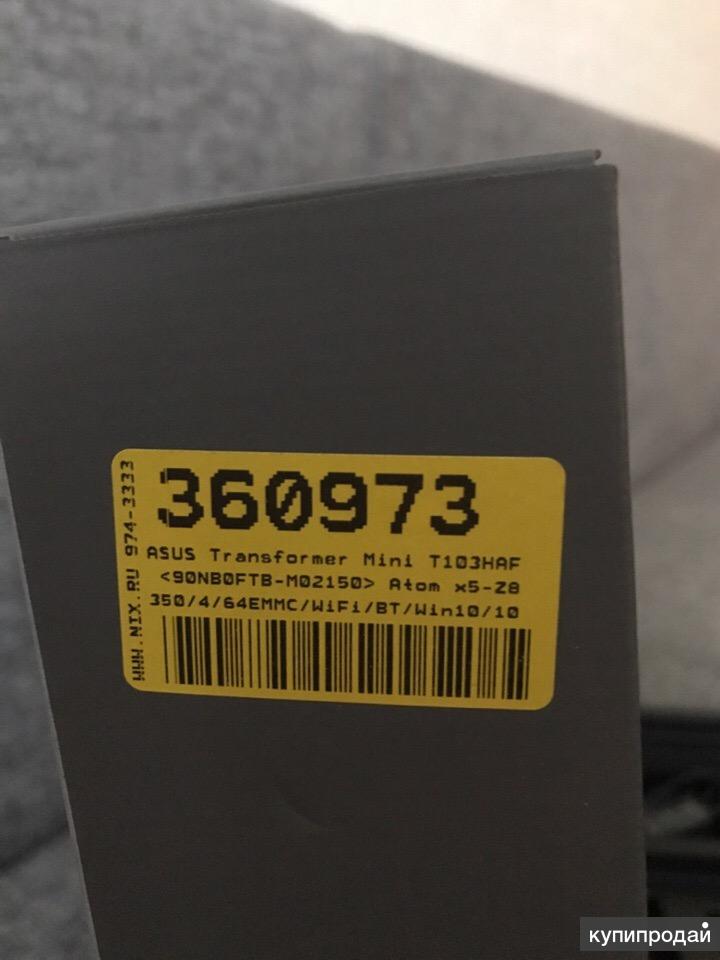 360973
ASUS Transformer Mini T103HAF
<90NB0FTB-M02150> Atom x5-Z8
350/4/64EMMC/WiFi/BT/Win10/10
WWW.NIX.RU 974-3333
купипродай